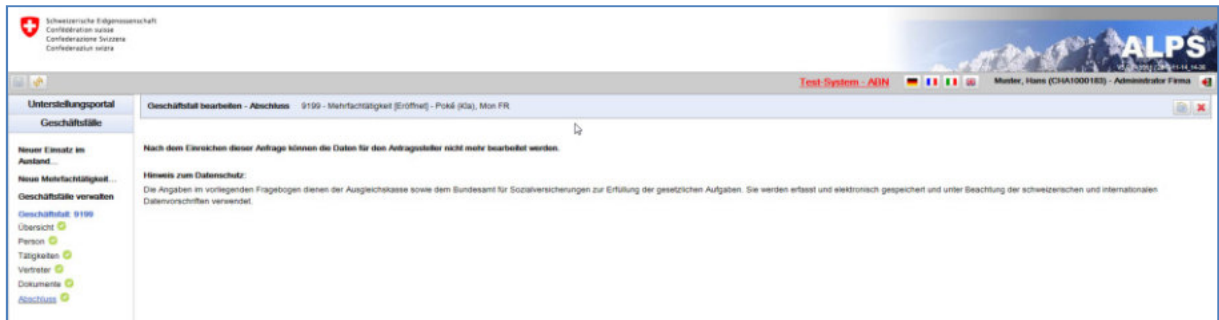 Schweizerische Eidgenossenschaft
Confédération suisse
Confederazione Svizzera
Confederaziun svizra
ALPS
Test-System - ABN
Muster, Hans (CHA1000183) - Administrator Firma
Unterstellungsportal
Geschäftsfall bearbeiten - Abschluss 9199 - Mehrfachtätigkeit [Eröffnet] - Poké (Kla), Mon FR
Geschäftsfälle
Neuer Einsatz im
Ausland...
Neue Mehrfachtätigkeit...
Geschäftsfälle verwalten
Geschäftsfall: 9199
Übersicht
Person
Tätigkeiten
Vertreter
Dokumente
Abschluss
Nach dem Einreichen dieser Anfrage können die Daten für den Antragssteller nicht mehr bearbeitet werden.
Hinweis zum Datenschutz:
Die Angaben im vorliegenden Fragebogen dienen der Ausgleichskasse sowie dem Bundesamt für Sozialversicherungen zur Erfüllung der gesetzlichen Aufgaben. Sie werden erfasst und elektronisch gespeichert und unter Beachtung der schweizerischen und internationalen
Datenvorschriften verwendet.